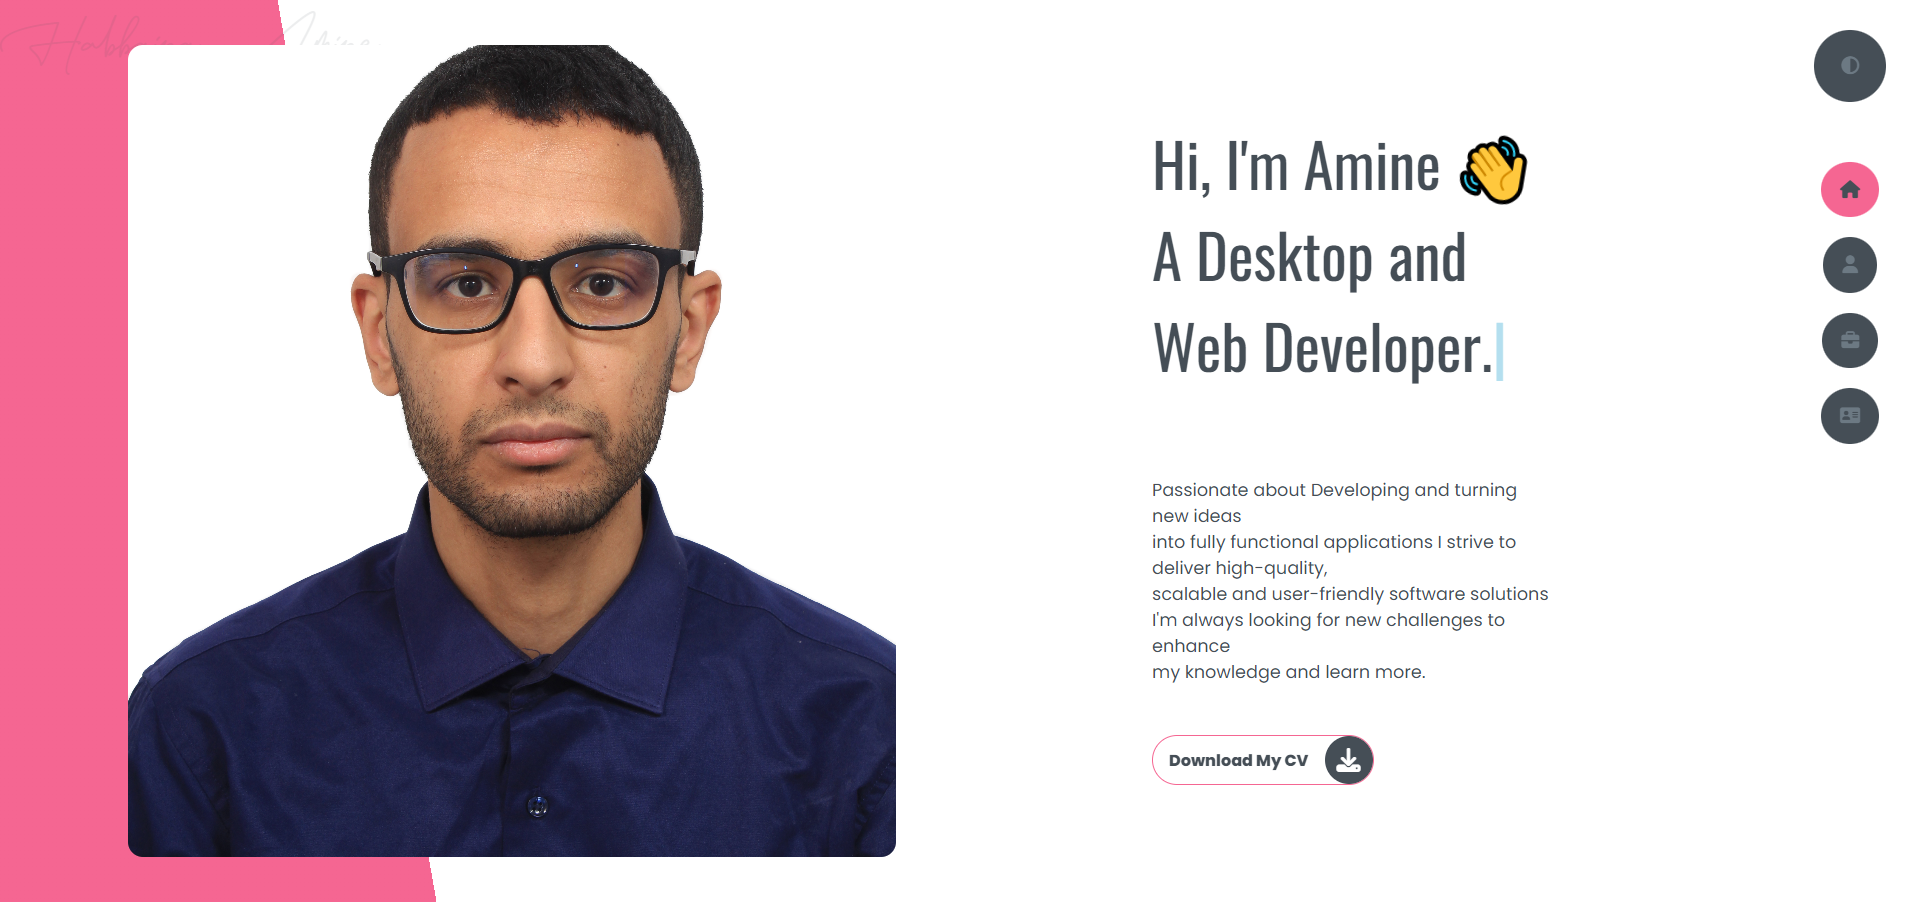 Hi, I'm Amine
A Desktop and
Web Developer.
Passionate about Developing and turning
new ideas
into fully functional applications I strive to
deliver high-quality,
scalable and user-friendly software solutions
I'm always looking for new challenges to
enhance
my knowledge and learn more.
Download My CV